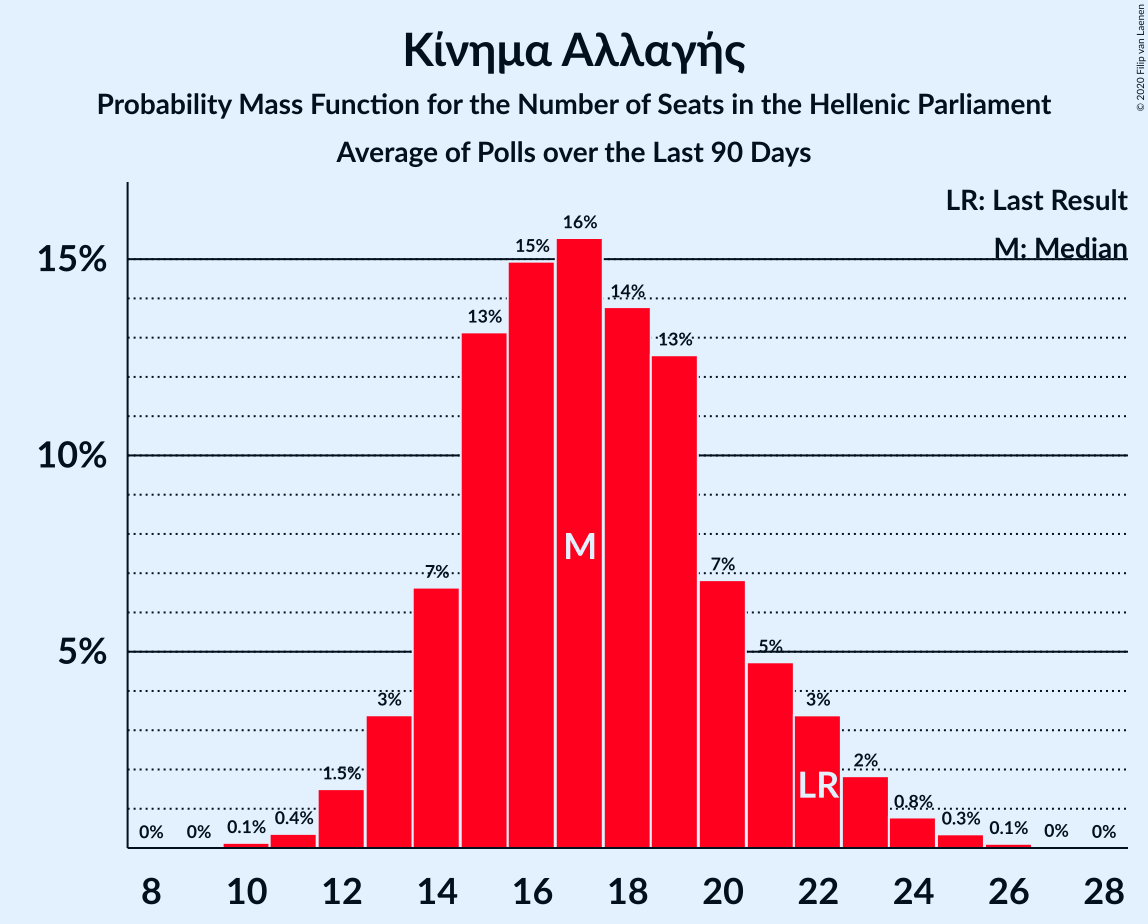 Κίνημα Αλλαγής
Probability Mass Function for the Number of Seats in the Hellenic Parliament
Average of Polls over the Last 90 Days
© 2020 Filip van Laenen
LR: Last Result
M: Median
15%
10%
5%
0% 0% 0.1% 0.4% 1.5% 3% 7% 13% 15% 16% 14% 13% 7% 5% 3% 2% 0.8% 0.3% 0.1% 0% 0%
M
LR
8 10 12 14 16 18 20 22 24 26 28